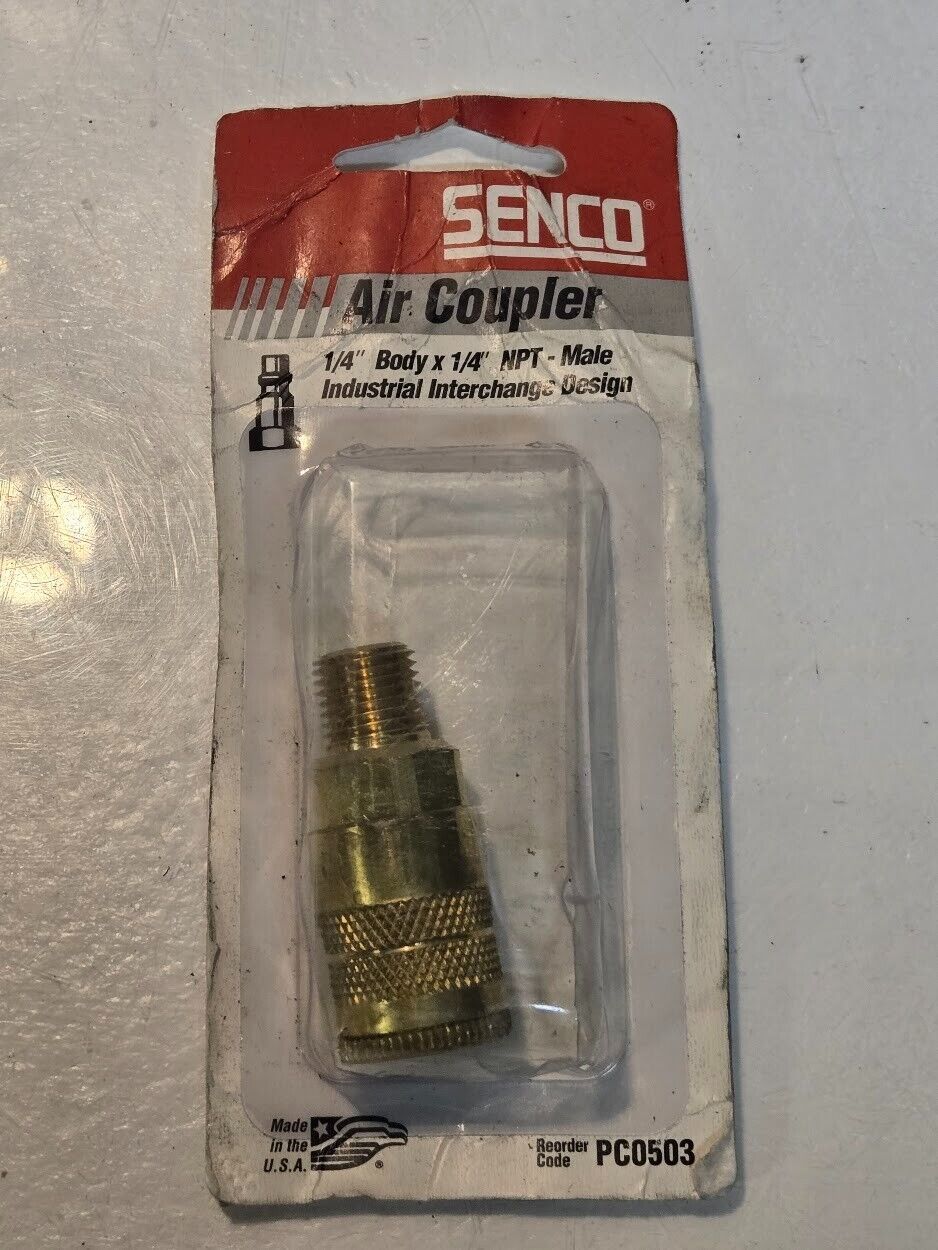 SENCO®
Air Coupler
1/4" Body x 1/4" NPT - Male
Industrial Interchange Design
Made
in the
U.S.A.
®
Reorder
Code
PC0503